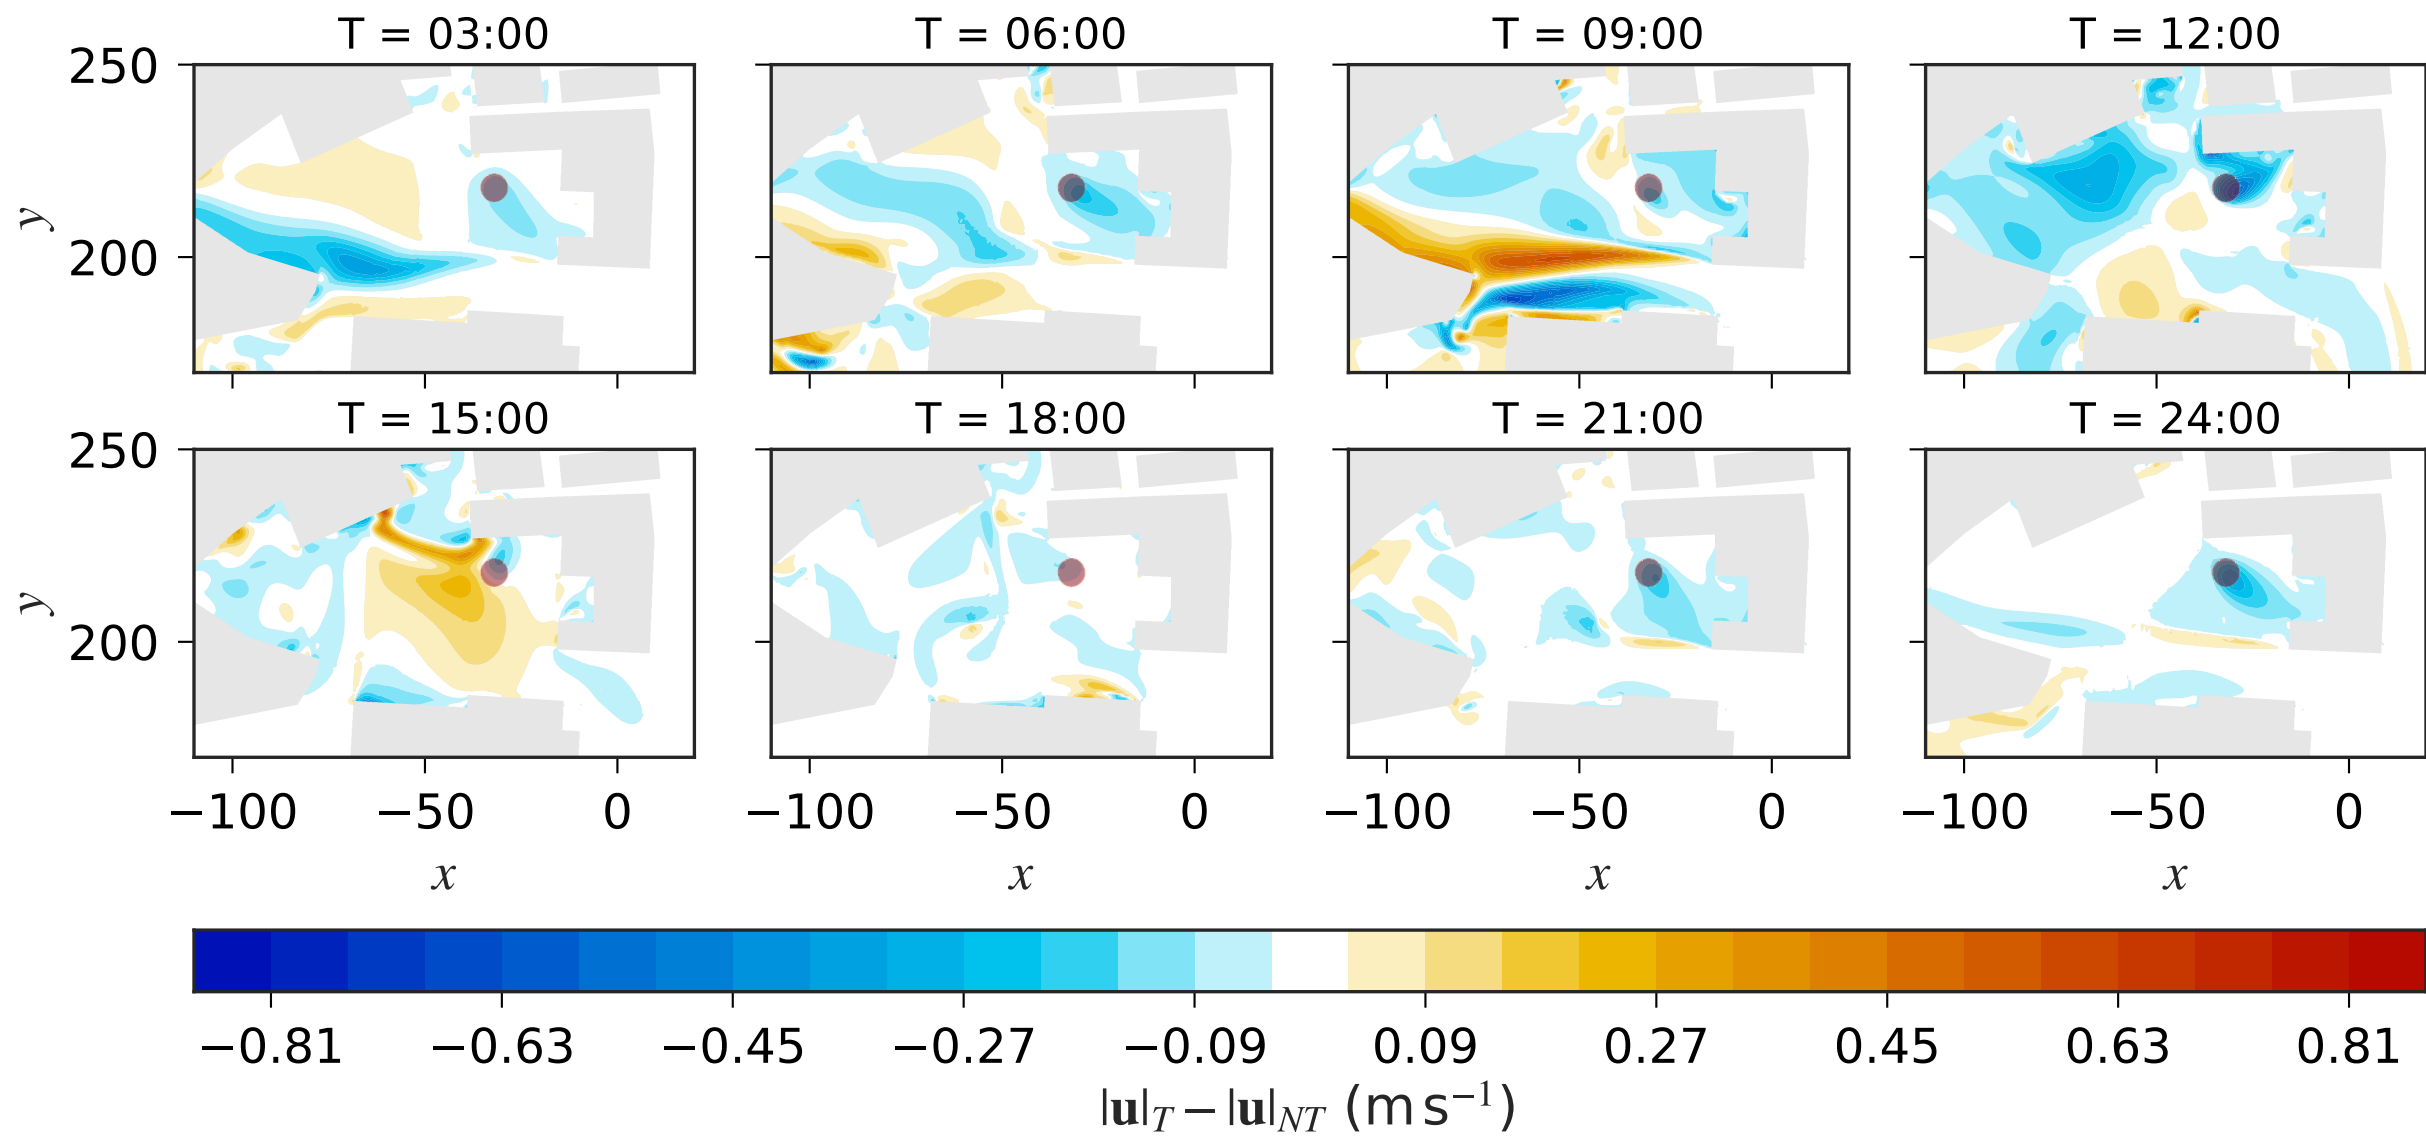 T = 03:00 T = 06:00 T = 09:00 T = 12:00
250
200
y
T = 15:00 T = 18:00 T = 21:00 T = 24:00
250
200
y
−100 −50 0 −100 −50 0 −100 −50 0 −100 −50 0
x x x x
−0.81 −0.63 −0.45 −0.27 −0.09 0.09 0.27 0.45 0.63 0.81
|u|_T − |u|_NT (m s⁻¹)